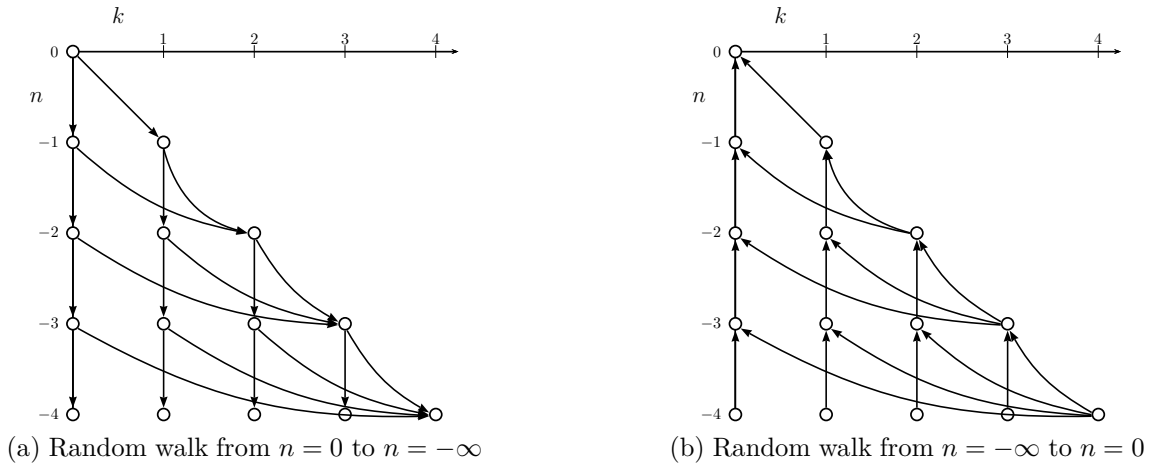 k
0 1 2 3 4
n
−1
−2
−3
−4
(a) Random walk from n = 0 to n = −∞
k
0 1 2 3 4
n
−1
−2
−3
−4
(b) Random walk from n = −∞ to n = 0